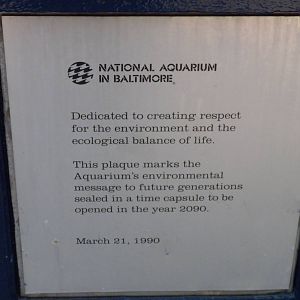 NATIONAL AQUARIUM
IN BALTIMORE
Dedicated to creating respect
for the environment and the
ecological balance of life.
This plaque marks the
Aquarium's environmental
message to future generations
sealed in a time capsule to be
opened in the year 2090.
March 21, 1990